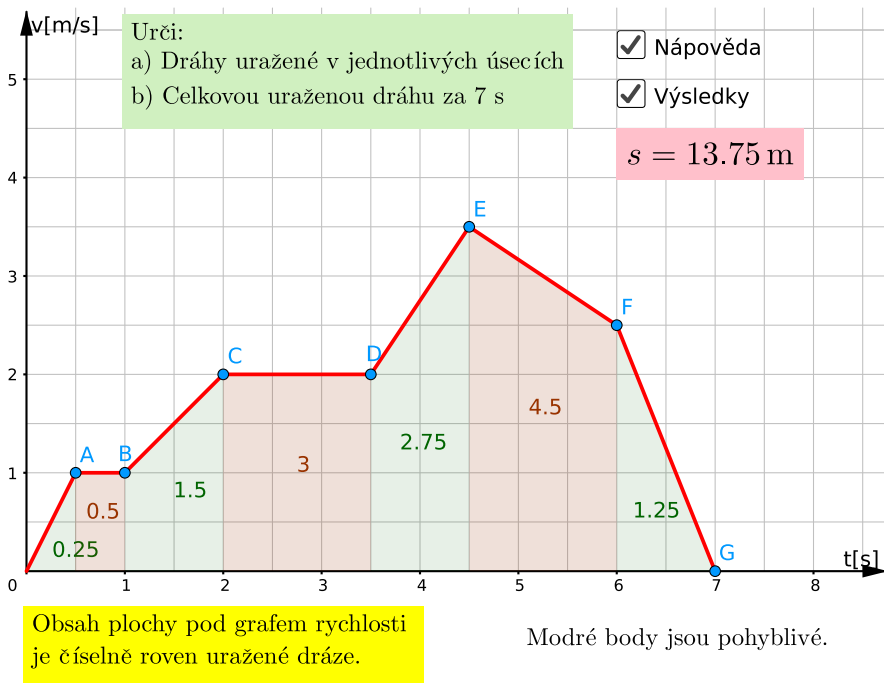 v[m/s]
Urči:
a) Dráhy uražené v jednotlivých úsecích
b) Celkovou uraženou dráhu za 7 s
Nápověda
Výsledky
s = 13.75 m
5
4
3
2
1
0
E
F
C
D
A
B
G
4.5
2.75
3
1.5
0.5
1.25
0.25
t[s]
1 2 3 4 5 6 7 8
Obsah plochy pod grafem rychlosti
je číselně roven uražené dráze.
Modré body jsou pohyblivé.